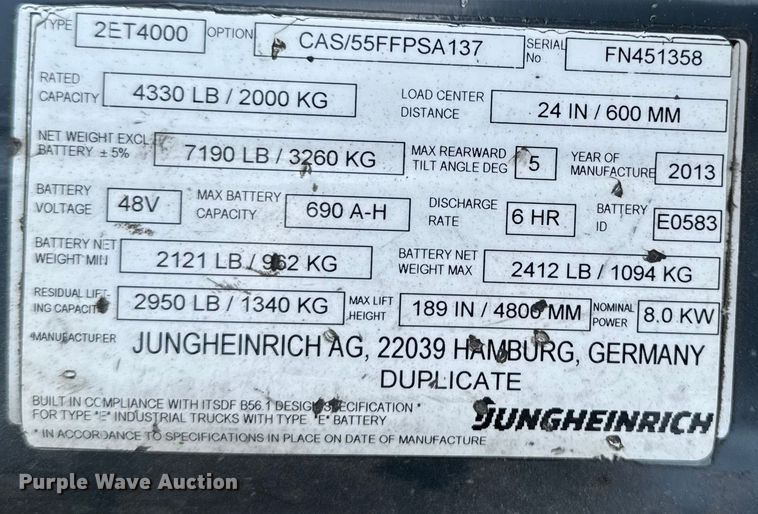 TYPE 2ET4000 OPTION CAS/55FFPSA137 SERIAL No FN451358
RATED CAPACITY 4330 LB / 2000 KG LOAD CENTER DISTANCE 24 IN / 600 MM
NET WEIGHT EXCL BATTERY ± 5% 7190 LB / 3260 KG MAX REARWARD TILT ANGLE DEG 5 YEAR OF MANUFACTURE 2013
BATTERY VOLTAGE 48V MAX BATTERY CAPACITY 690 A-H DISCHARGE RATE 6 HR BATTERY ID E0583
BATTERY NET WEIGHT MIN 2121 LB / 962 KG BATTERY NET WEIGHT MAX 2412 LB / 1094 KG
RESIDUAL LIFTING CAPACITY 2950 LB / 1340 KG MAX LIFT HEIGHT 189 IN / 4800 MM NOMINAL POWER 8.0 KW
MANUFACTURER JUNGHEINRICH AG, 22039 HAMBURG, GERMANY
DUPLICATE
BUILT IN COMPLIANCE WITH ITSDF B56.1 DESIGN SPECIFICATION *
FOR TYPE "E" INDUSTRIAL TRUCKS WITH TYPE "E" BATTERY
JUNGHEINRICH
* IN ACCORDANCE TO SPECIFICATIONS IN PLACE ON DATE OF MANUFACTURE
Purple Wave Auction